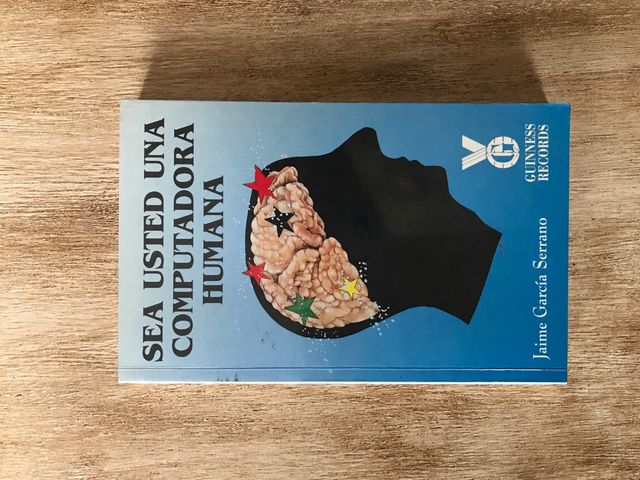 SEA USTED UNA
COMPUTADORA
HUMANA
GUINNESS
RECORDS
Jaime García Serrano